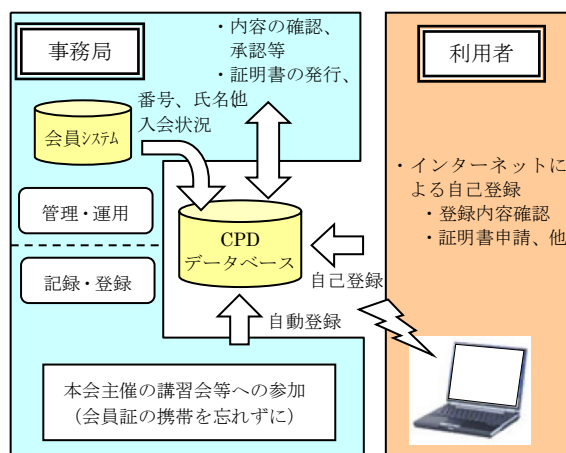 事務局
・内容の確認、
承認等
・証明書の発行、
番号、氏名他
入会状況
会員システム
管理・運用
記録・登録
CPD
データベース
自己登録
自動登録
本会主催の講習会等への参加
（会員証の携帯を忘れずに）
利用者
・インターネットに
よる自己登録
・登録内容確認
・証明書申請、他